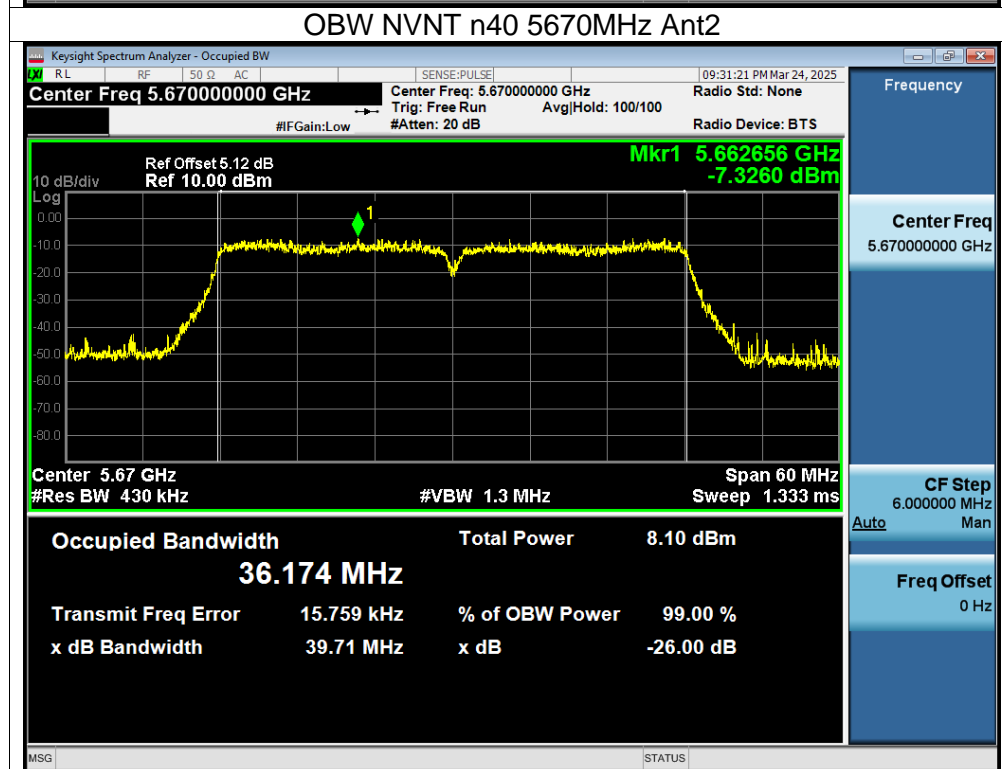 OBW NVNT n40 5670MHz Ant2
Keysight Spectrum Analyzer - Occupied BW
LXI RL RF 50 Ω AC SENSE:PULSE 09:31:21 PM Mar 24, 2025
Center Freq 5.670000000 GHz Center Freq: 5.670000000 GHz Radio Std: None
Trig: Free Run Avg|Hold: 100/100
#IFGain:Low #Atten: 20 dB Radio Device: BTS
Ref Offset 5.12 dB Mkr1 5.662656 GHz
10 dB/div Ref 10.00 dBm -7.3260 dBm
Log
1
0.00
-10.0
-20.0
-30.0
-40.0
-50.0
-60.0
-70.0
-80.0
Center 5.67 GHz Span 60 MHz
#Res BW 430 kHz #VBW 1.3 MHz Sweep 1.333 ms
Occupied Bandwidth Total Power 8.10 dBm
36.174 MHz
Transmit Freq Error 15.759 kHz % of OBW Power 99.00 %
x dB Bandwidth 39.71 MHz x dB -26.00 dB
Frequency
Center Freq
5.670000000 GHz
CF Step
6.000000 MHz
Auto Man
Freq Offset
0 Hz
MSG STATUS